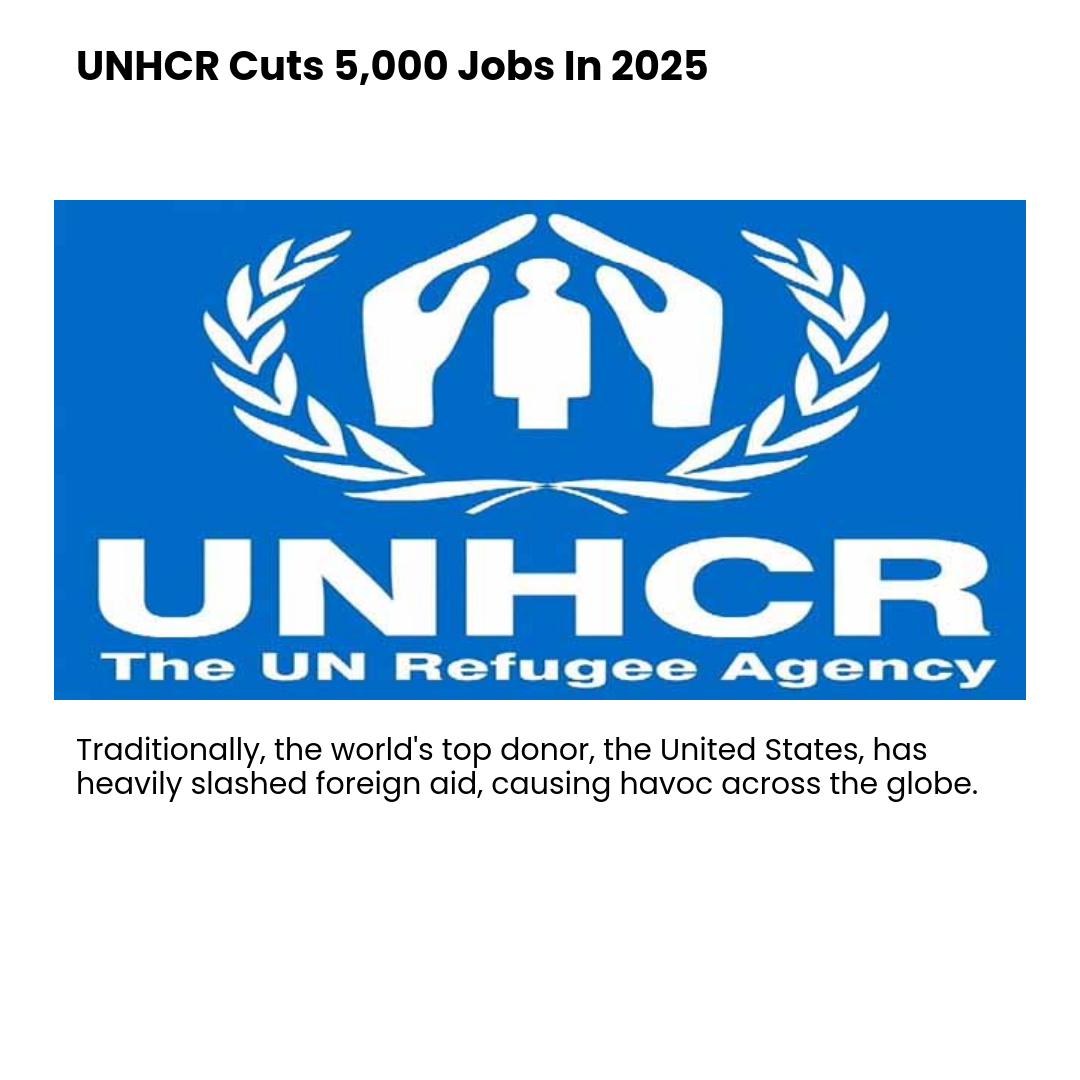 UNHCR Cuts 5,000 Jobs In 2025
UNHCR
The UN Refugee Agency
Traditionally, the world's top donor, the United States, has
heavily slashed foreign aid, causing havoc across the globe.